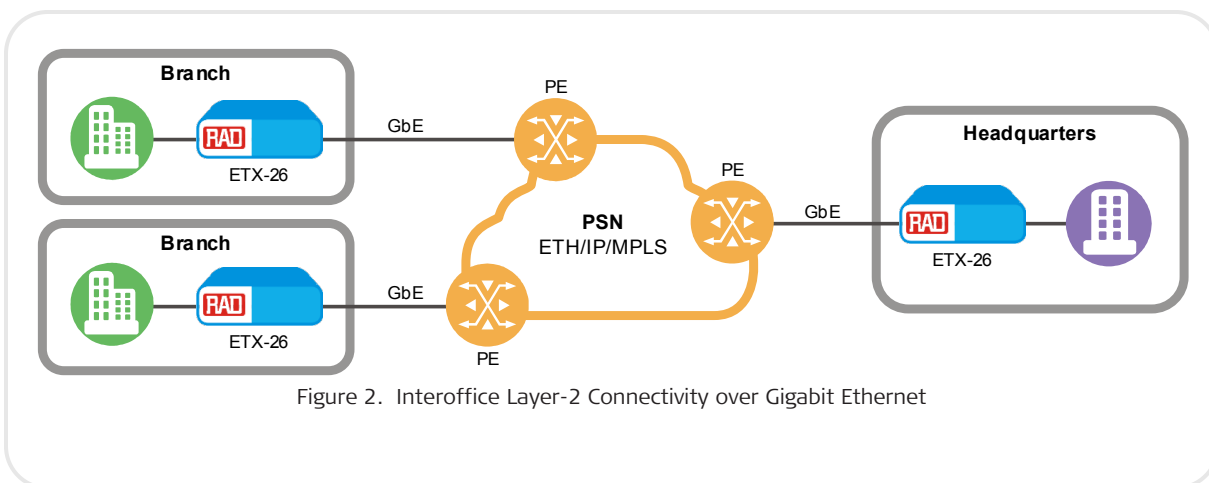 Branch
RAD
ETX-26
GbE
PE
Branch
RAD
ETX-26
GbE
PE
PSN
ETH/IP/MPLS
PE
GbE
Headquarters
RAD
ETX-26
Figure 2. Interoffice Layer-2 Connectivity over Gigabit Ethernet